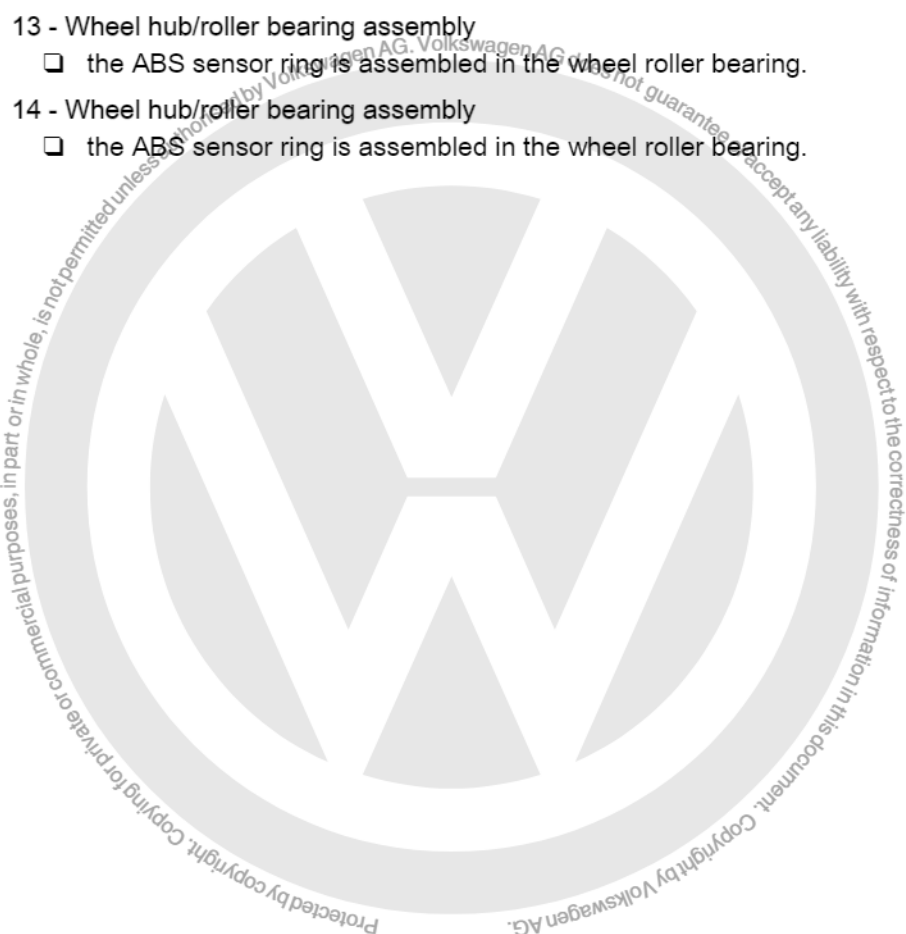 13 - Wheel hub/roller bearing assembly
❑ the ABS sensor ring is assembled in the wheel roller bearing.
14 - Wheel hub/roller bearing assembly
❑ the ABS sensor ring is assembled in the wheel roller bearing.
Protected by copyright. Copying for private or commercial purposes, in part or in whole, is not permitted unless authorised by Volkswagen AG. Volkswagen AG does not guarantee or accept any liability with respect to the correctness of information in this document. Copyright by Volkswagen AG.